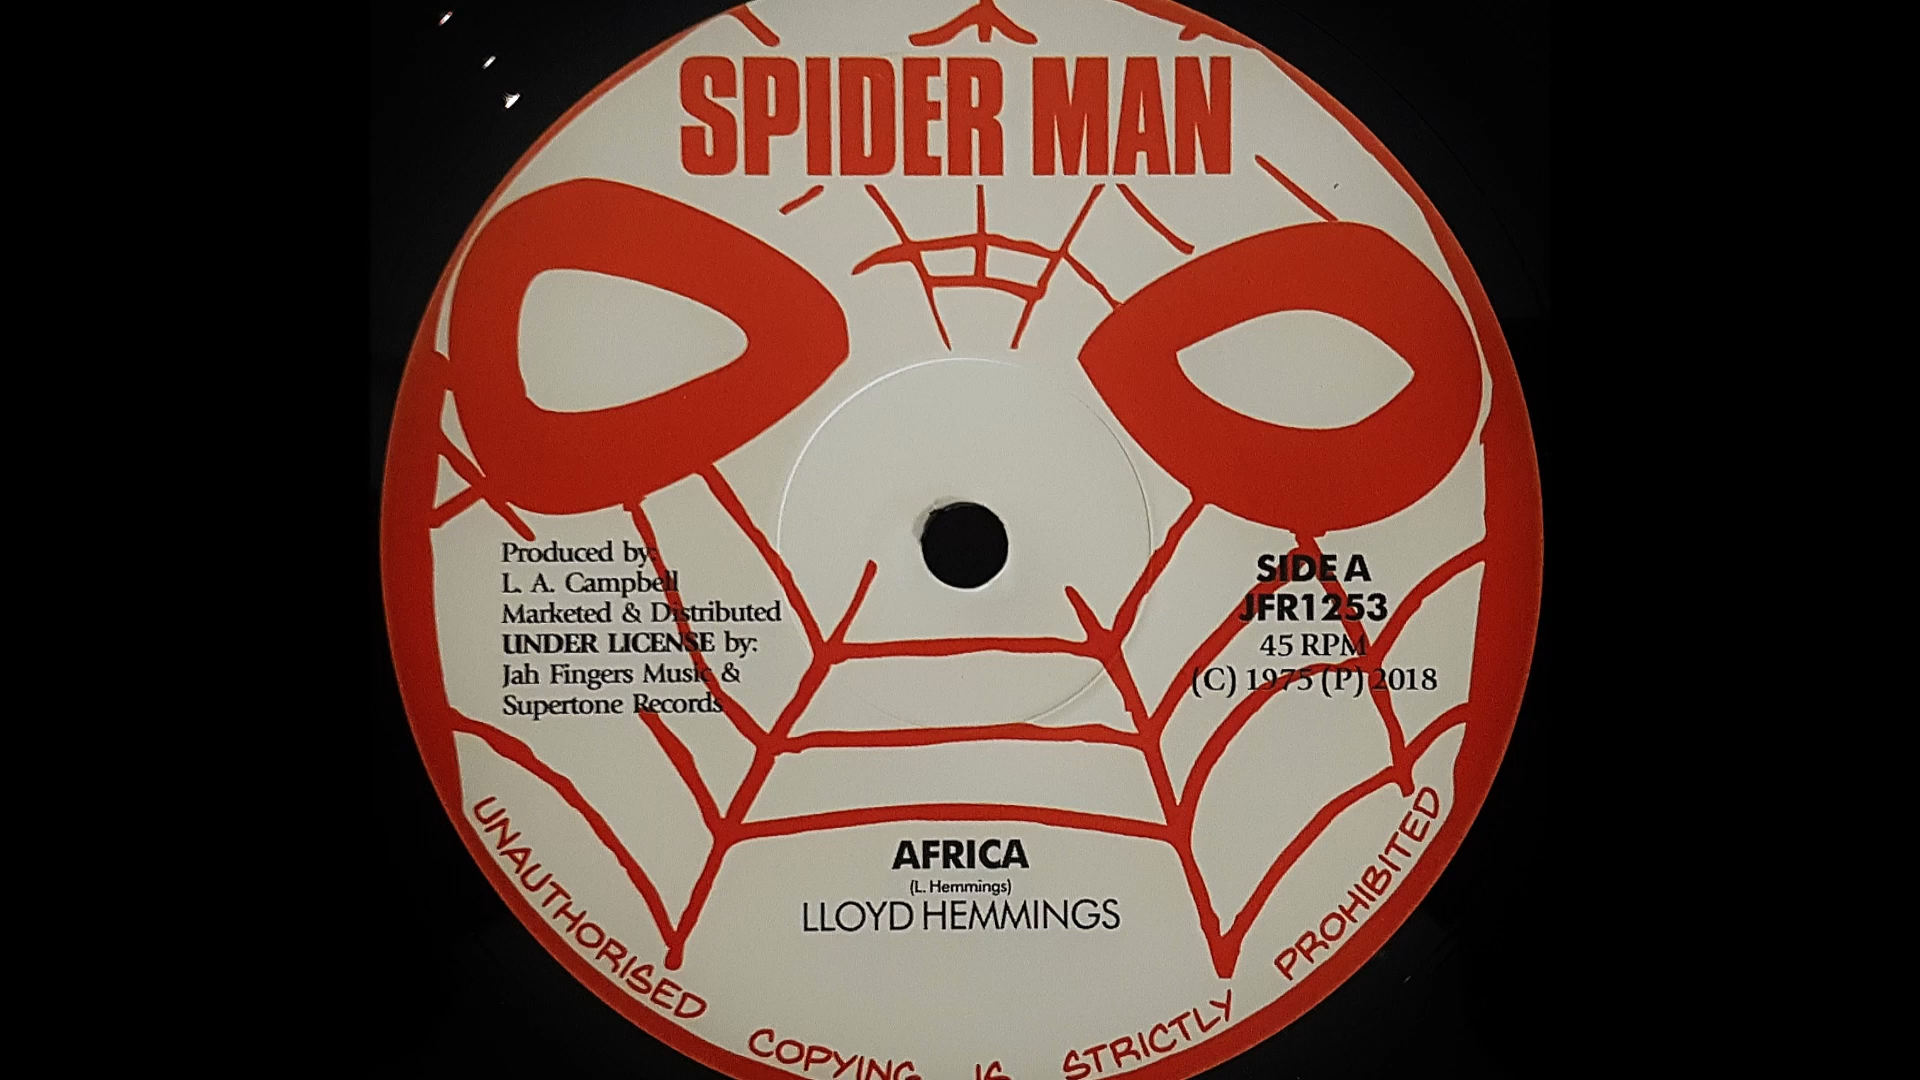 SPIDER MAN
Produced by:
L. A. Campbell
Marketed & Distributed
UNDER LICENSE by:
Jah Fingers Music &
Supertone Records
SIDE A
JFR1253
45 RPM
(C) 1975 (P) 2018
AFRICA
(L. Hemmings)
LLOYD HEMMINGS
UNAUTHORISED COPYING IS STRICTLY PROHIBITED